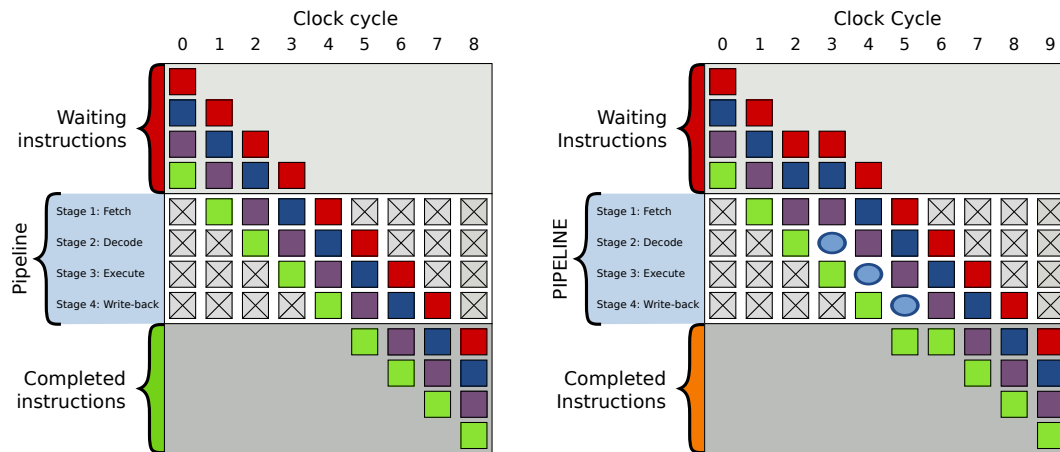 Clock cycle
0 1 2 3 4 5 6 7 8
Waiting
instructions
Pipeline
Stage 1: Fetch
Stage 2: Decode
Stage 3: Execute
Stage 4: Write-back
Completed
instructions
Clock Cycle
0 1 2 3 4 5 6 7 8 9
Waiting
Instructions
PIPELINE
Stage 1: Fetch
Stage 2: Decode
Stage 3: Execute
Stage 4: Write-back
Completed
Instructions